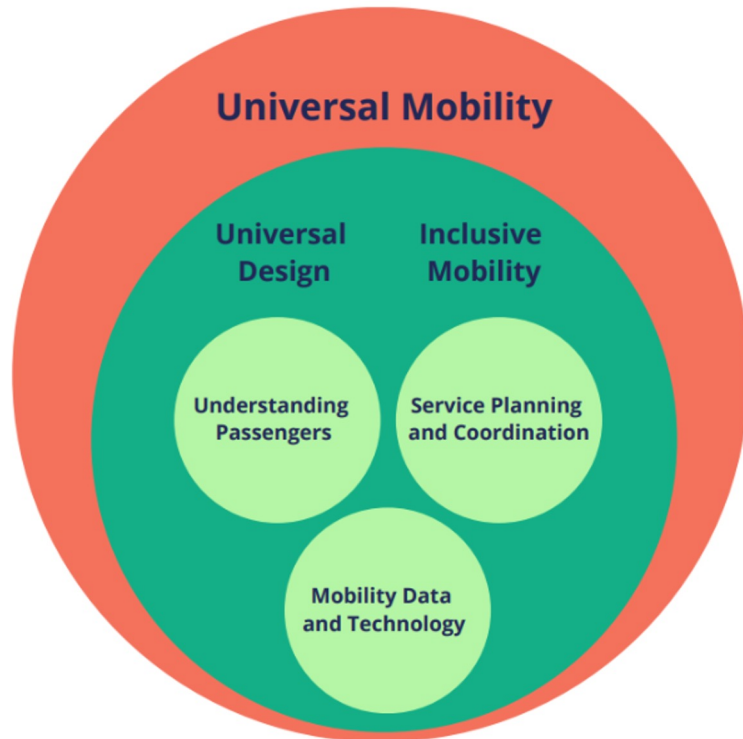 Universal Mobility
Universal
Design
Inclusive
Mobility
Understanding
Passengers
Service Planning
and Coordination
Mobility Data
and Technology